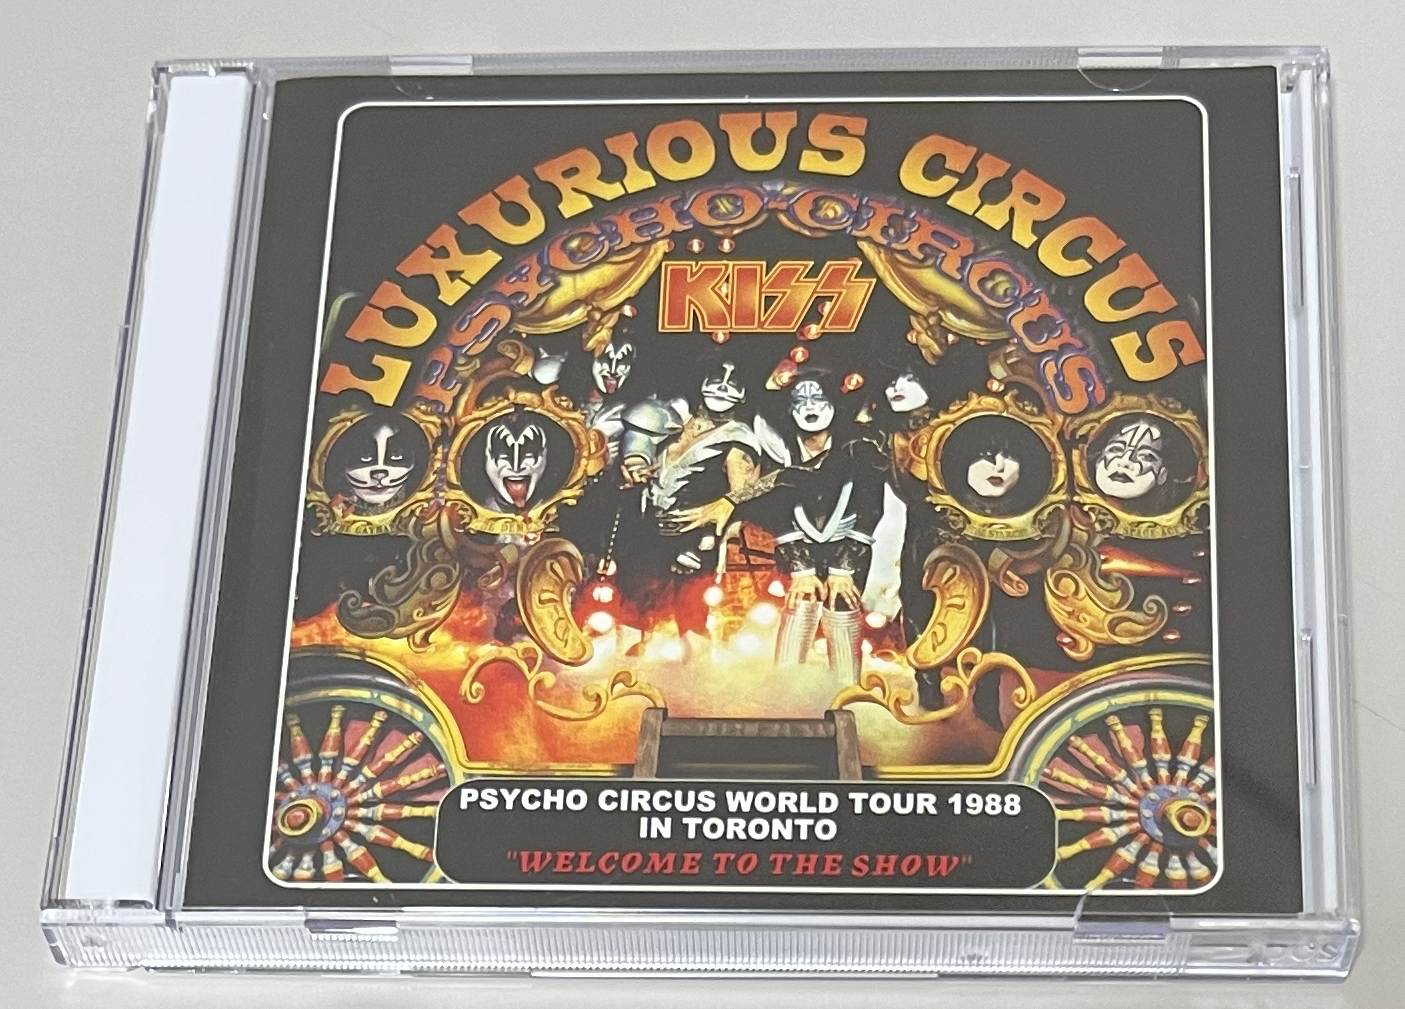 LUXURIOUS CIRCUS
PSYCHO-CIRCUS
KISS
PSYCHO CIRCUS WORLD TOUR 1988
IN TORONTO
"WELCOME TO THE SHOW"